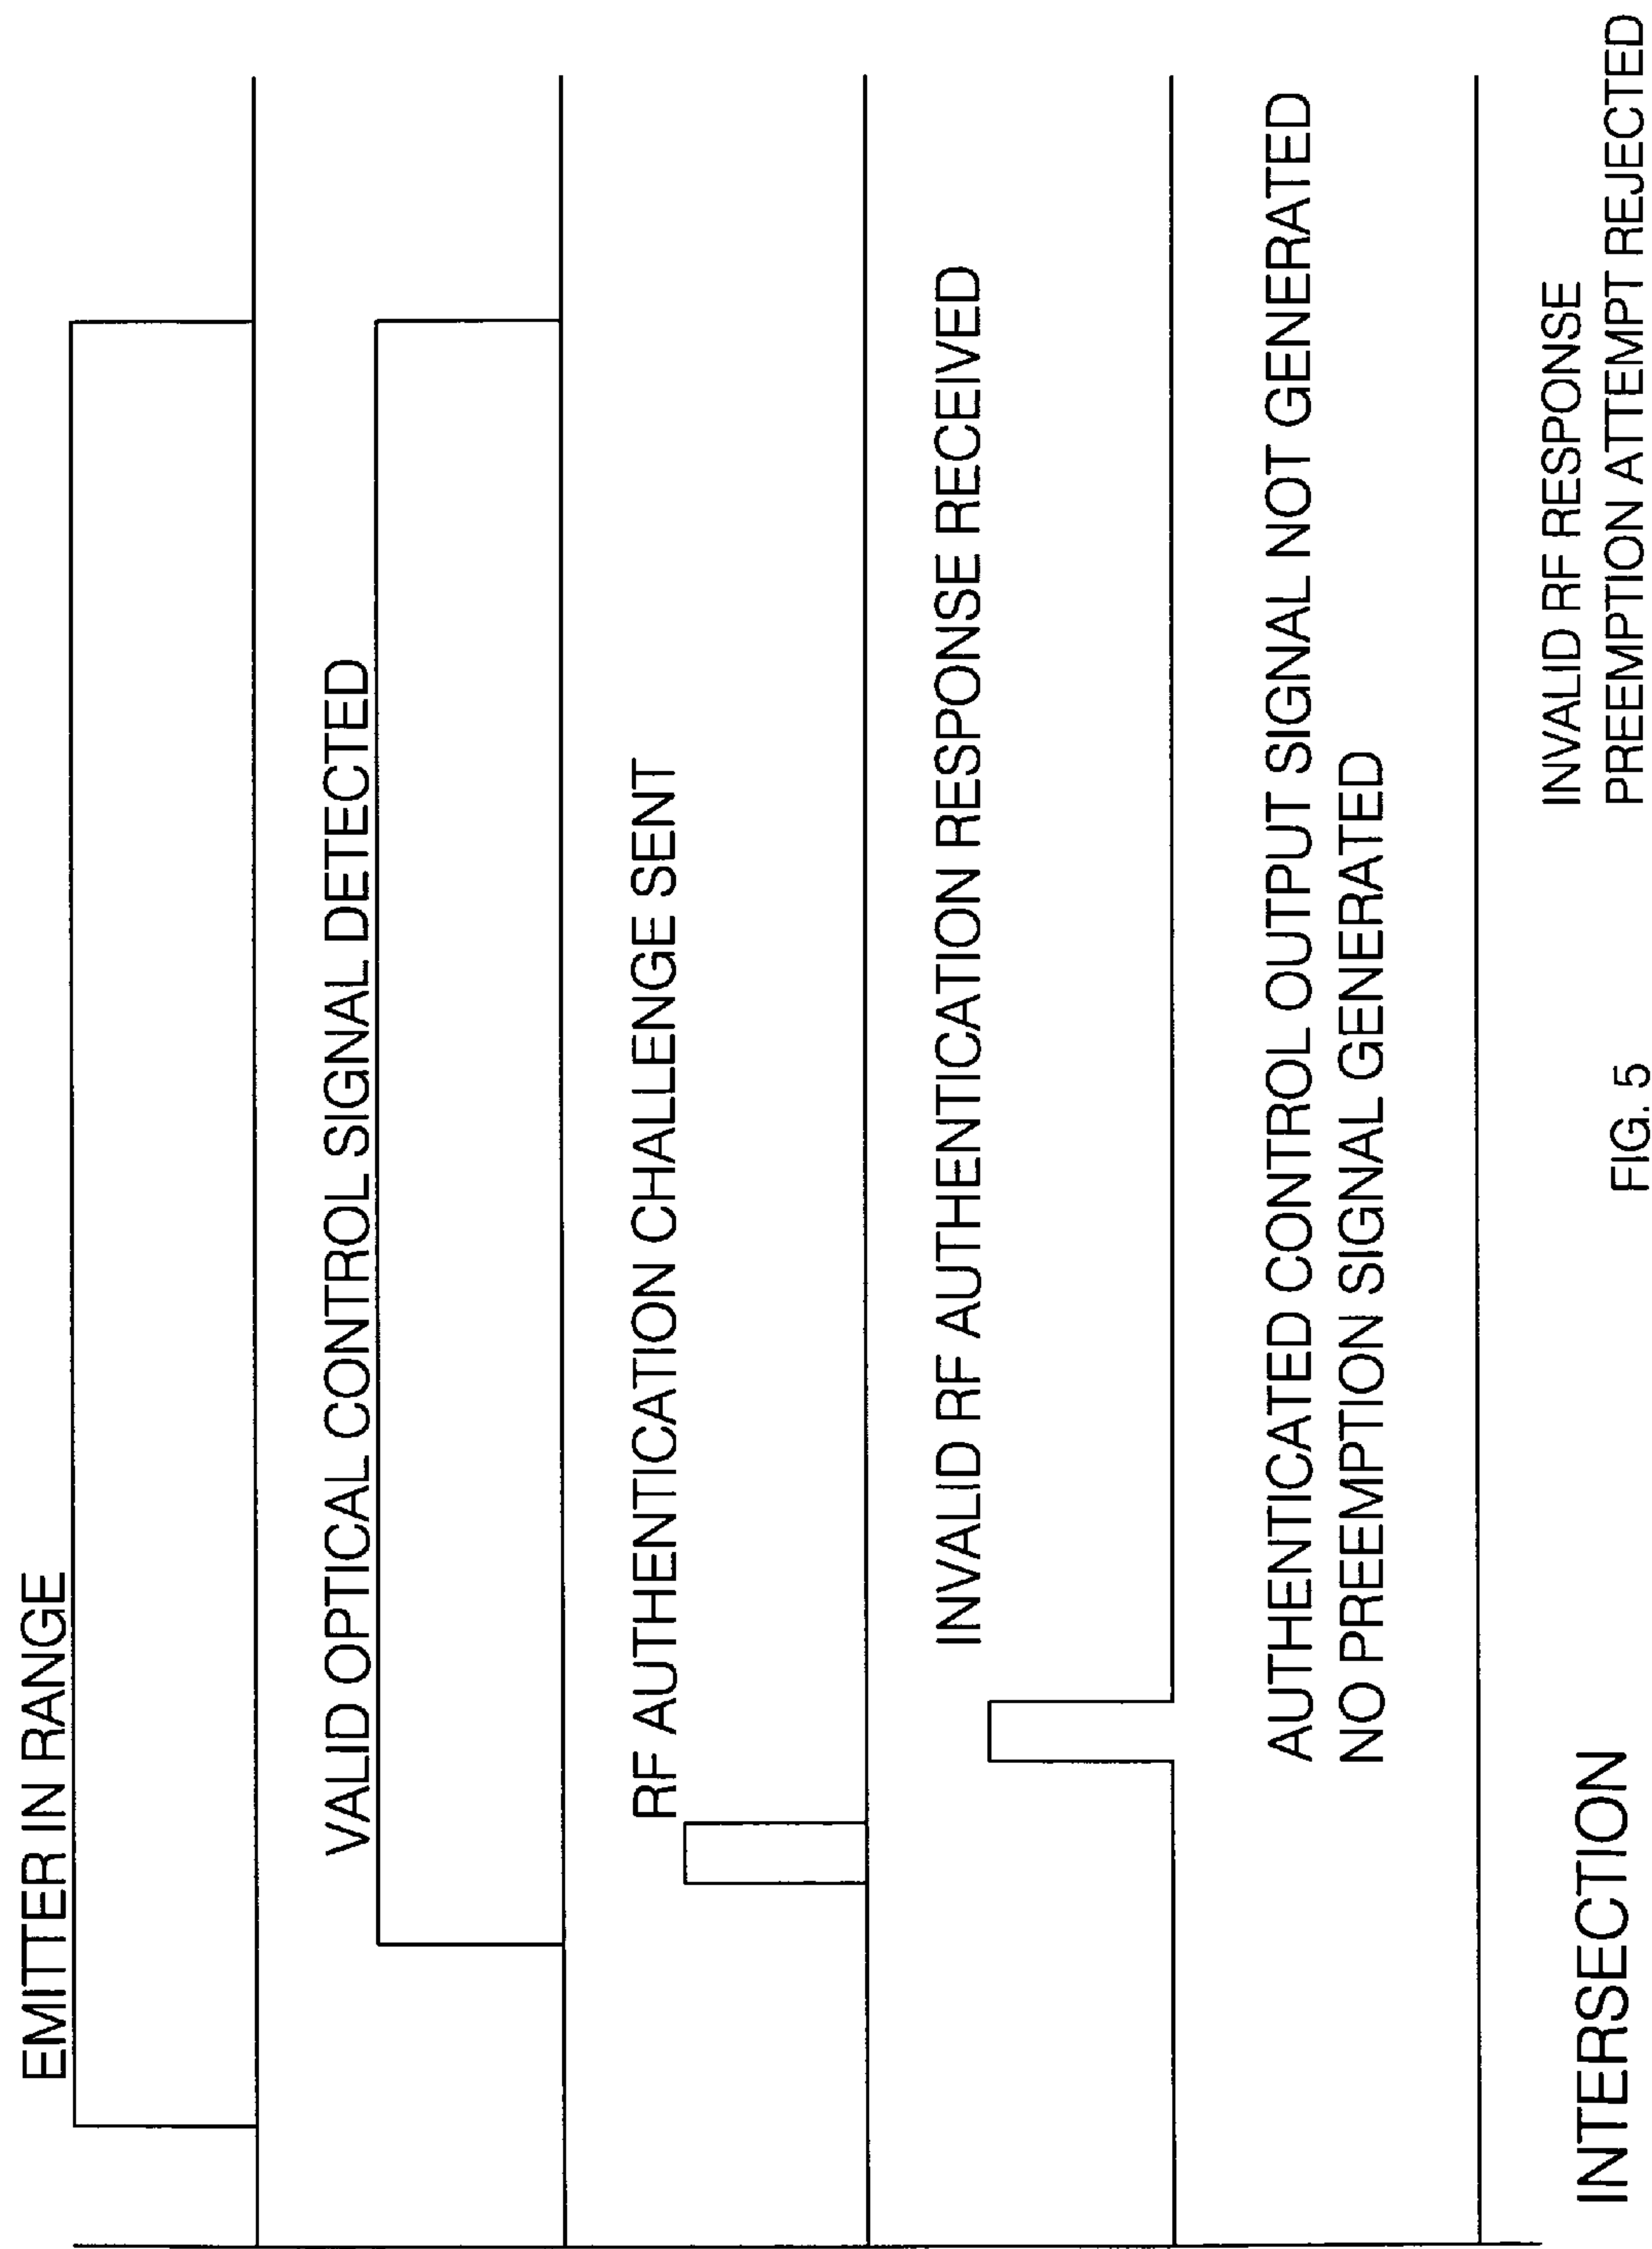 EMITTER IN RANGE
VALID OPTICAL CONTROL SIGNAL DETECTED
RF AUTHENTICATION CHALLENGE SENT
INVALID RF AUTHENTICATION RESPONSE RECEIVED
AUTHENTICATED CONTROL OUTPUT SIGNAL NOT GENERATED
NO PREEMPTION SIGNAL GENERATED
INTERSECTION
INVALID RF RESPONSE
PREEMPTION ATTEMPT REJECTED
FIG. 5